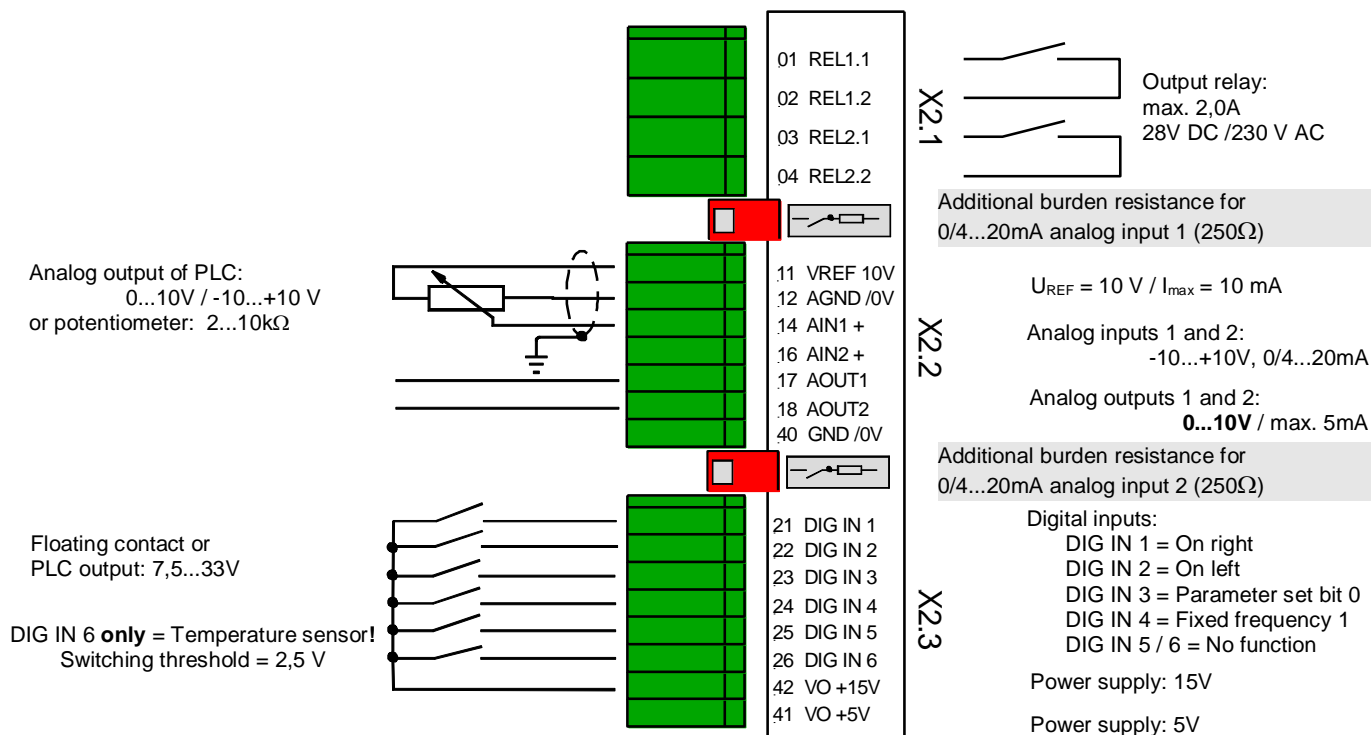 01 REL1.1
02 REL1.2
03 REL2.1
04 REL2.2
X2.1
Output relay:
max. 2,0A
28V DC /230 V AC
Additional burden resistance for
0/4...20mA analog input 1 (250Ω)
Analog output of PLC:
0...10V / -10...+10 V
or potentiometer: 2...10kΩ
11 VREF 10V
12 AGND /0V
14 AIN1 +
16 AIN2 +
17 AOUT1
18 AOUT2
40 GND /0V
X2.2
UREF = 10 V / Imax = 10 mA
Analog inputs 1 and 2:
-10...+10V, 0/4...20mA
Analog outputs 1 and 2:
0...10V / max. 5mA
Additional burden resistance for
0/4...20mA analog input 2 (250Ω)
Floating contact or
PLC output: 7,5...33V
DIG IN 6 only = Temperature sensor!
Switching threshold = 2,5 V
21 DIG IN 1
22 DIG IN 2
23 DIG IN 3
24 DIG IN 4
25 DIG IN 5
26 DIG IN 6
42 VO +15V
41 VO +5V
X2.3
Digital inputs:
DIG IN 1 = On right
DIG IN 2 = On left
DIG IN 3 = Parameter set bit 0
DIG IN 4 = Fixed frequency 1
DIG IN 5 / 6 = No function
Power supply: 15V
Power supply: 5V